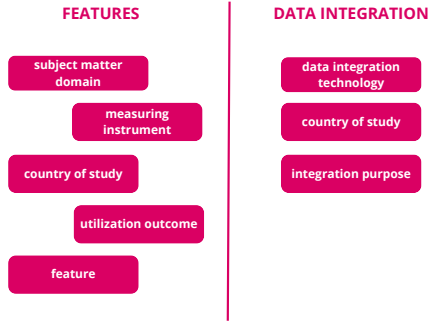 FEATURES
subject matter
domain
measuring
instrument
country of study
utilization outcome
feature
DATA INTEGRATION
data integration
technology
country of study
integration purpose